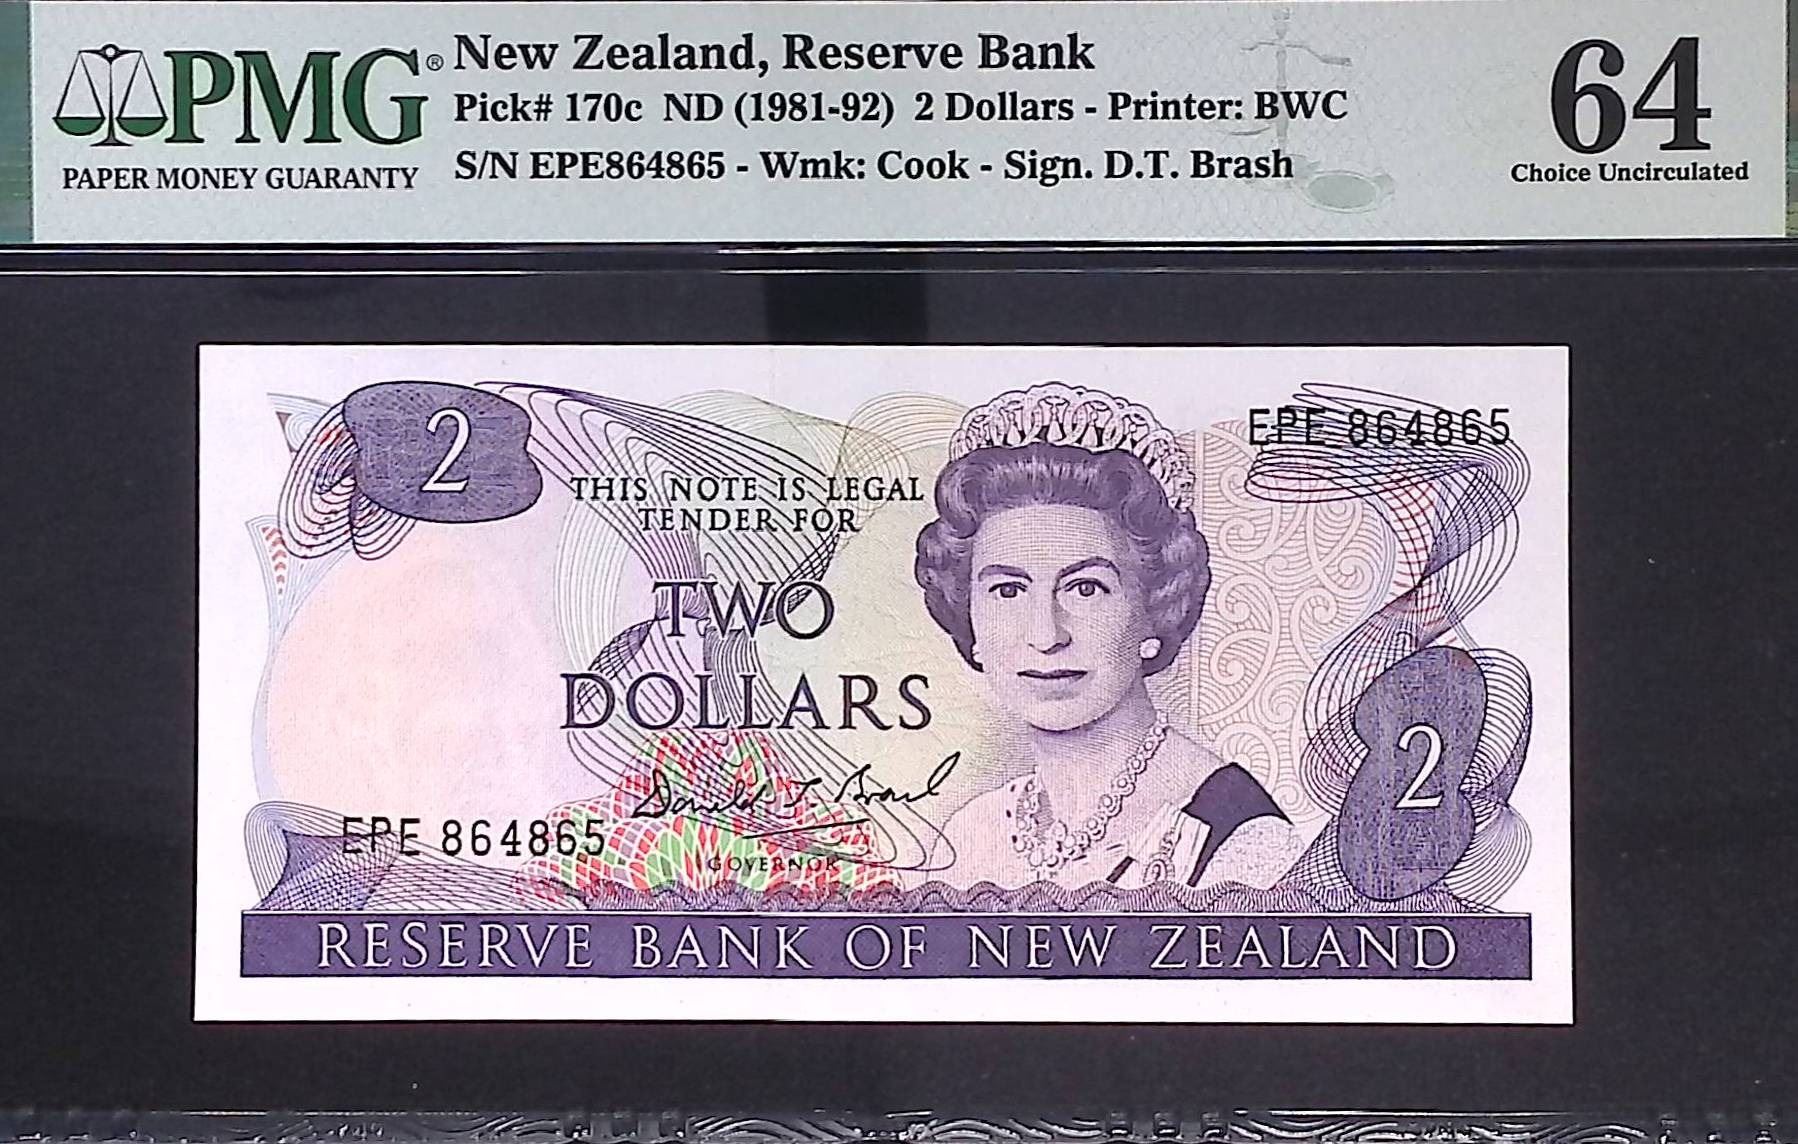 PMG®
PAPER MONEY GUARANTY
New Zealand, Reserve Bank
Pick# 170c ND (1981-92) 2 Dollars - Printer: BWC
S/N EPE864865 - Wmk: Cook - Sign. D.T. Brash
64
Choice Uncirculated
2
EPE 864865
THIS NOTE IS LEGAL
TENDER FOR
TWO
DOLLARS
2
Donald T Brash
EPE 864865
GOVERNOR
RESERVE BANK OF NEW ZEALAND